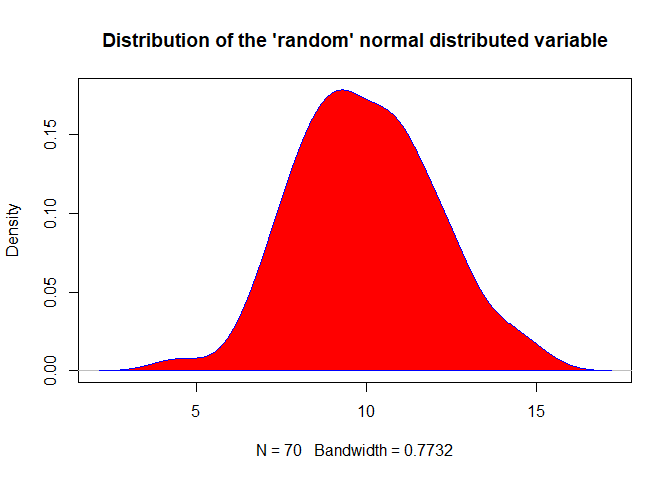 Distribution of the 'random' normal distributed variable
Density
0.15
0.10
0.05
0.00
5 10 15
N = 70 Bandwidth = 0.7732